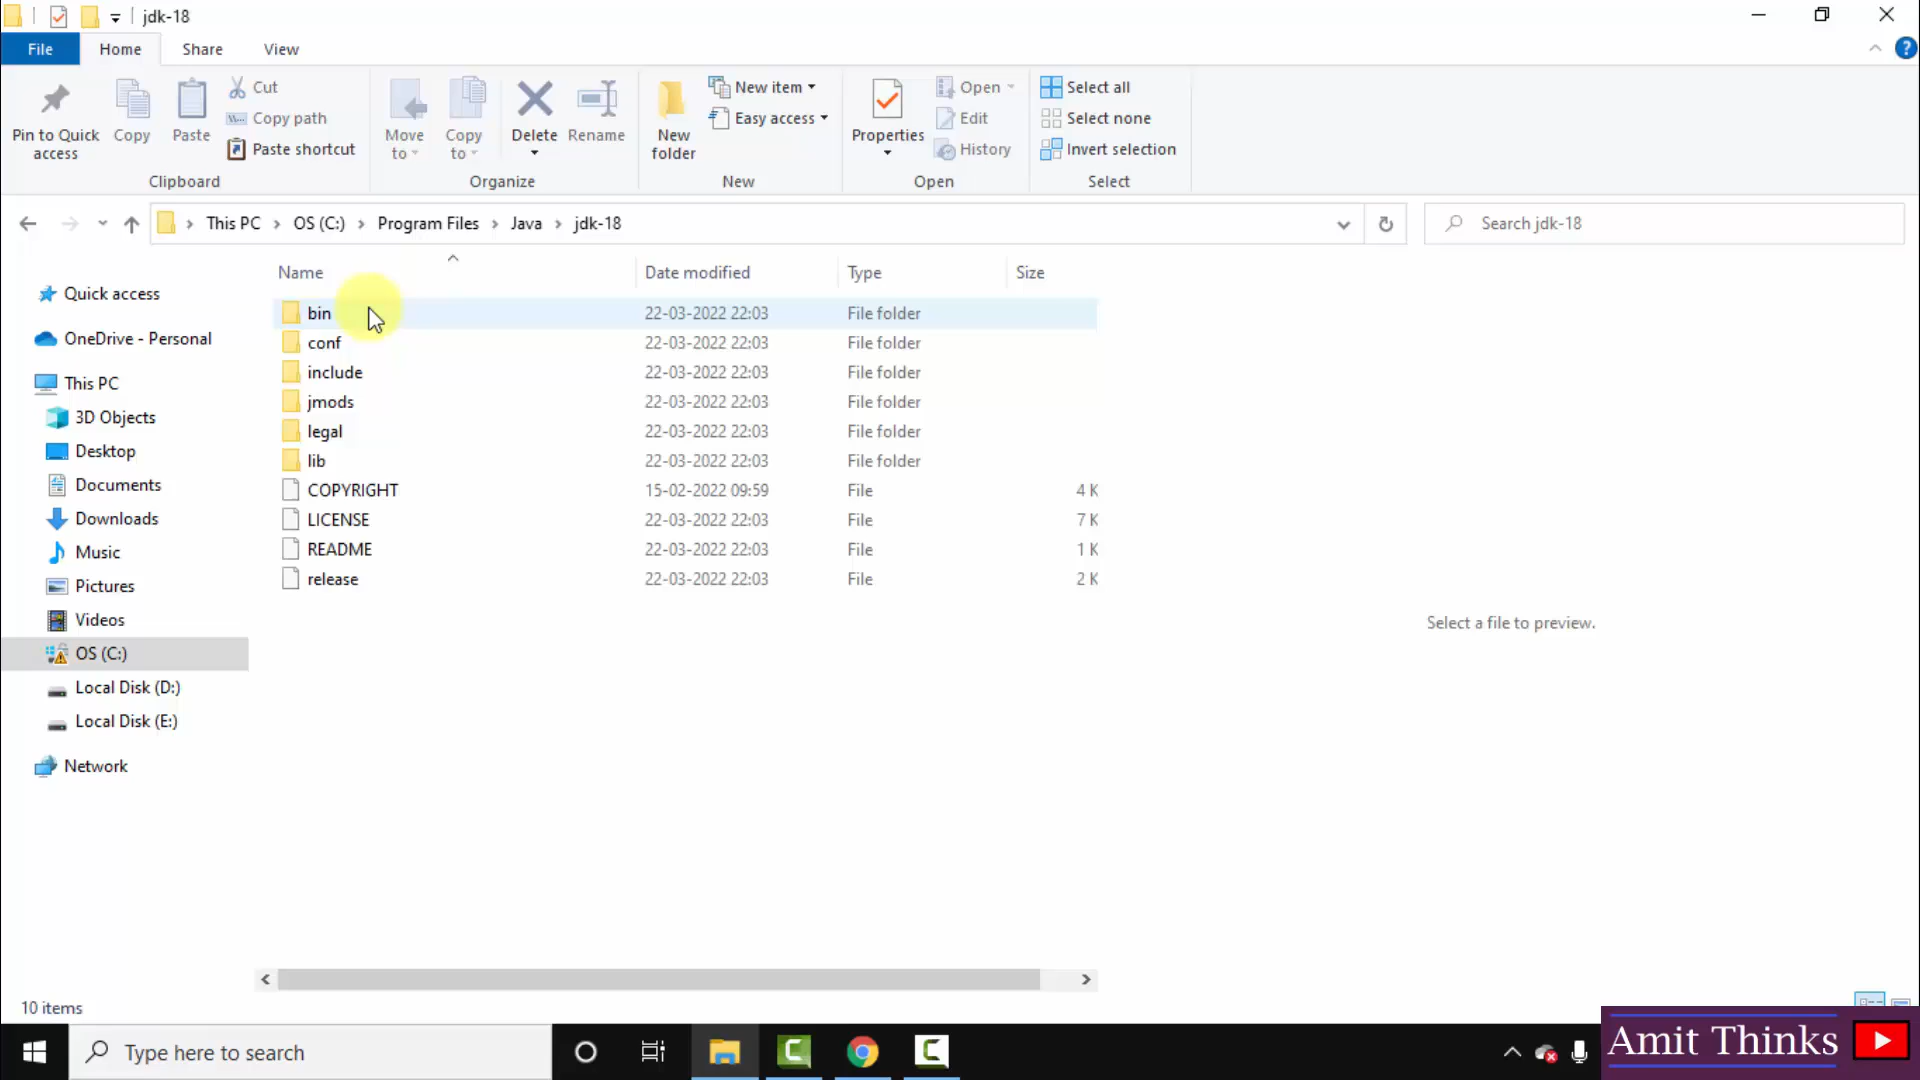 jdk-18
File Home Share View
Pin to Quick access
Copy
Paste
Cut
Copy path
Paste shortcut
Clipboard
Move to
Copy to
Delete
Rename
Organize
New folder
New item
Easy access
New
Properties
Open
Edit
History
Open
Select all
Select none
Invert selection
Select
This PC > OS (C:) > Program Files > Java > jdk-18
Search jdk-18
Quick access
OneDrive - Personal
This PC
3D Objects
Desktop
Documents
Downloads
Music
Pictures
Videos
OS (C:)
Local Disk (D:)
Local Disk (E:)
Network
Name Date modified Type Size
bin 22-03-2022 22:03 File folder
conf 22-03-2022 22:03 File folder
include 22-03-2022 22:03 File folder
jmods 22-03-2022 22:03 File folder
legal 22-03-2022 22:03 File folder
lib 22-03-2022 22:03 File folder
COPYRIGHT 15-02-2022 09:59 File 4 K
LICENSE 22-03-2022 22:03 File 7 K
README 22-03-2022 22:03 File 1 K
release 22-03-2022 22:03 File 2 K
Select a file to preview.
10 items
Type here to search
Amit Thinks